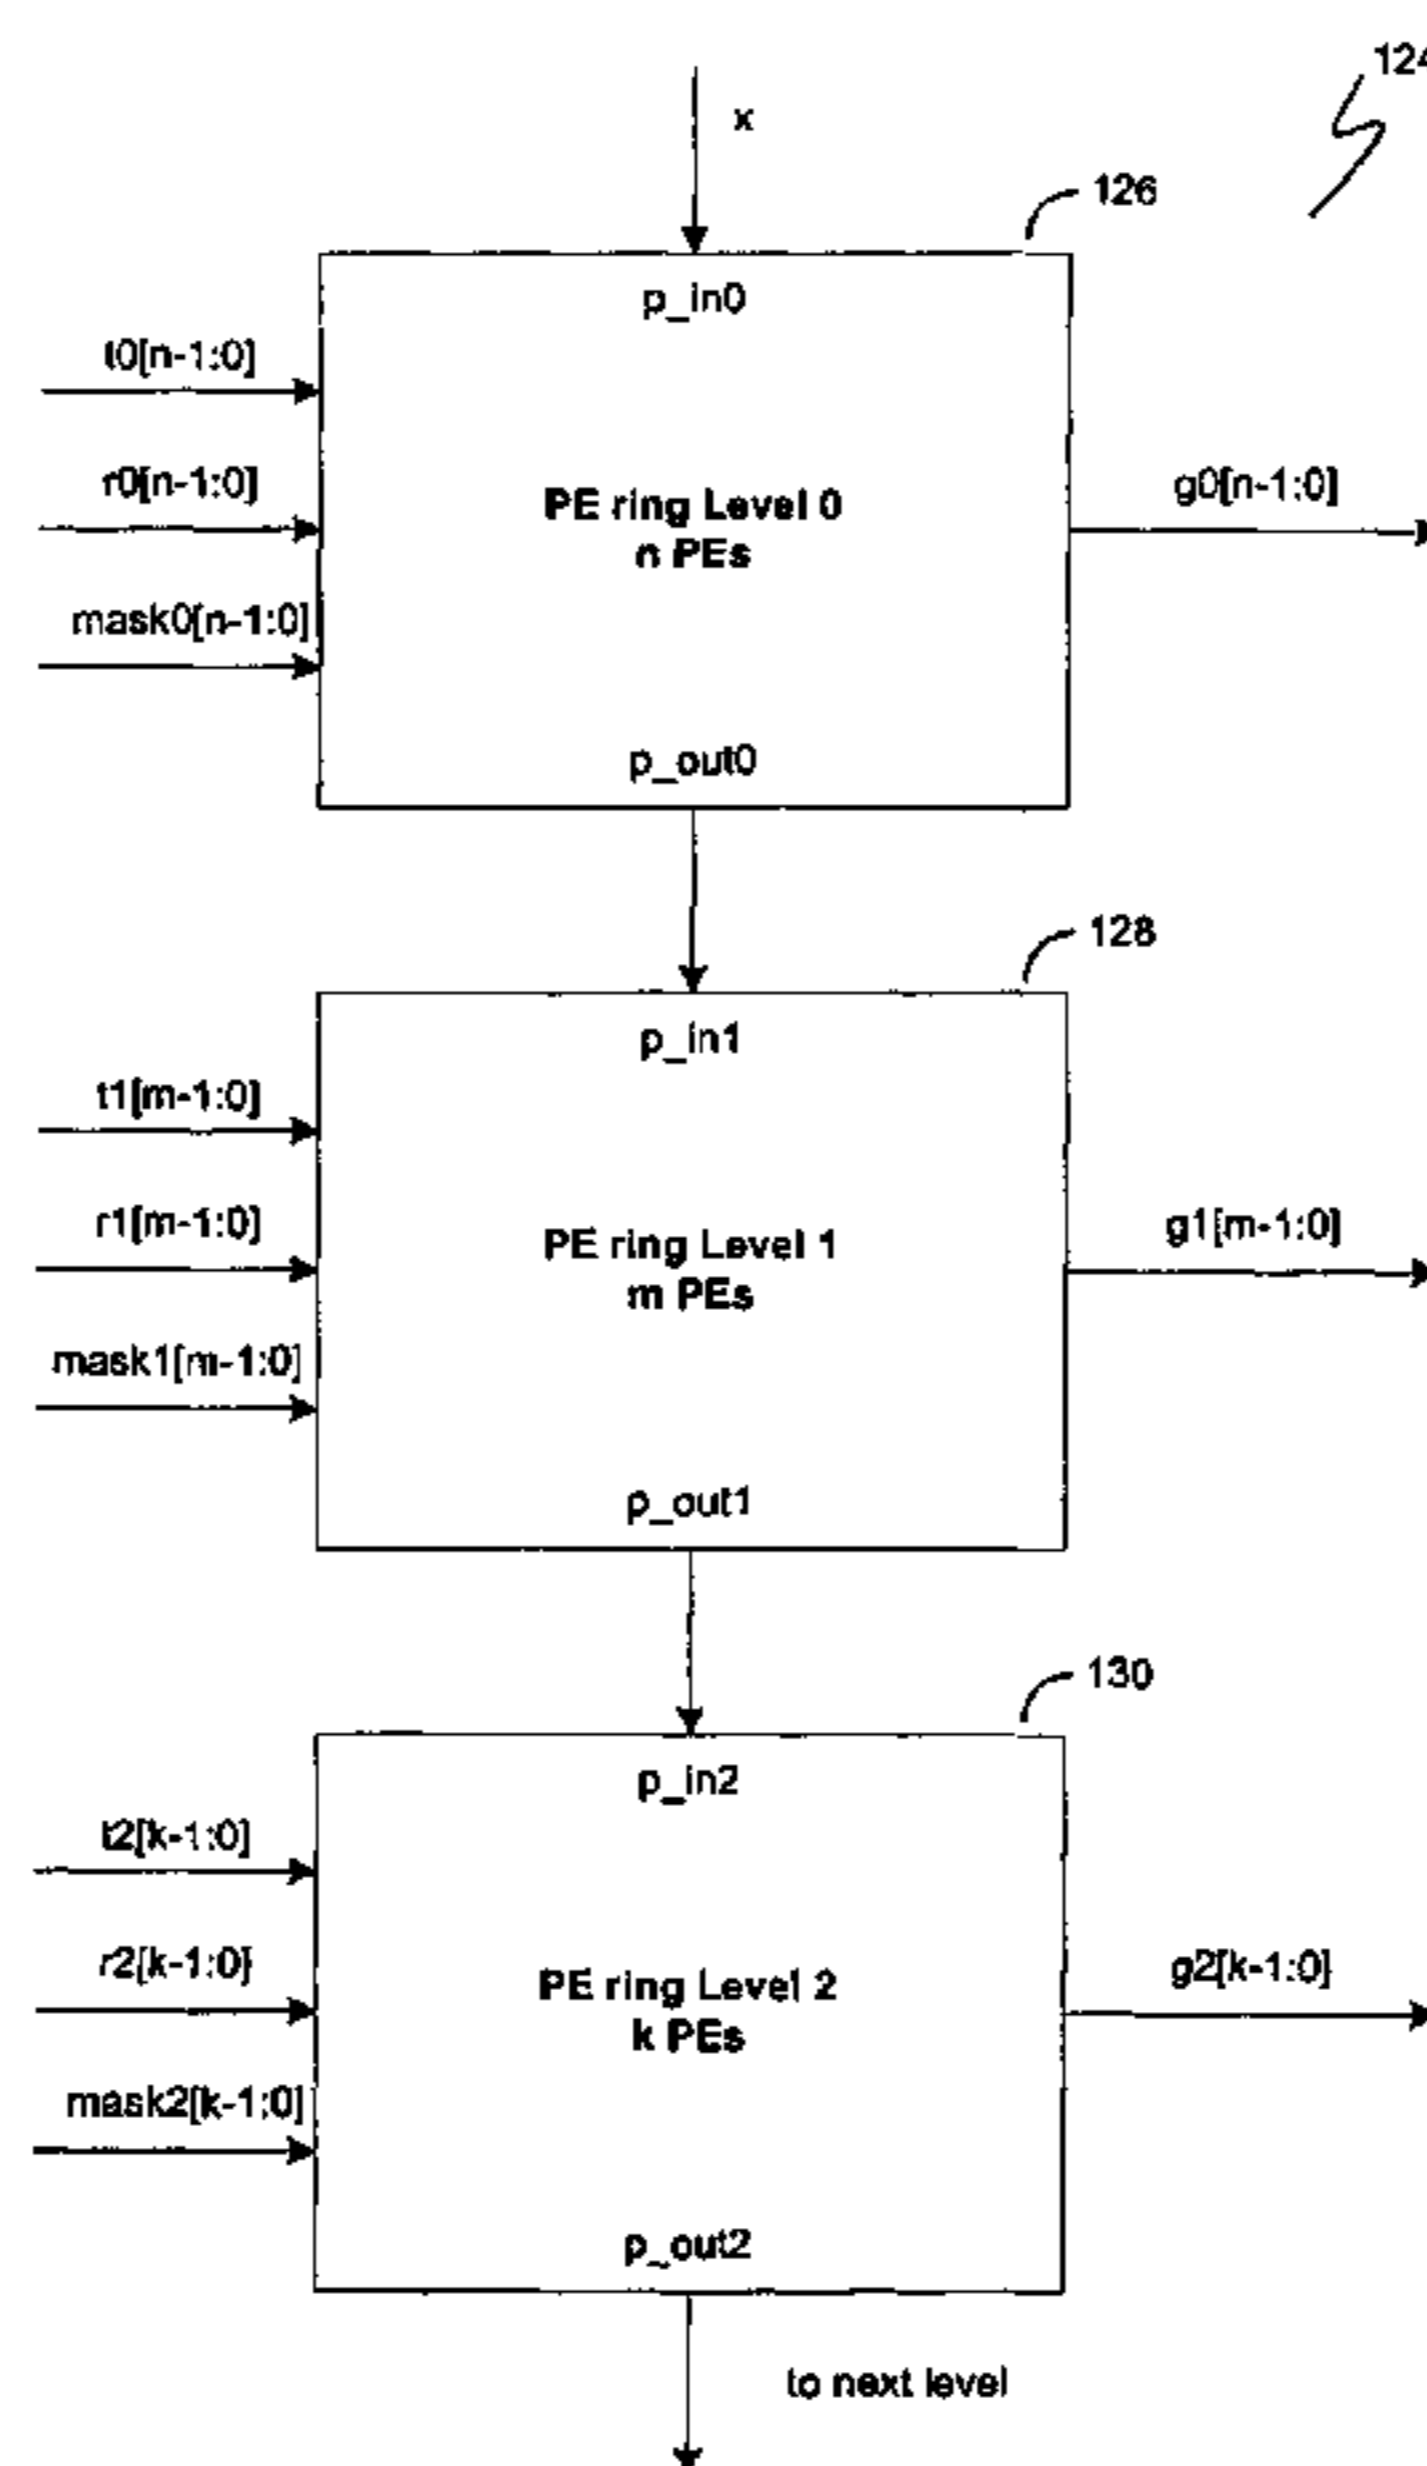 124
x
126
p_in0
t0[n-1:0]
r0[n-1:0]
mask0[n-1:0]
PE ring Level 0
n PEs
g0[n-1:0]
p_out0
128
p_in1
t1[m-1:0]
r1[m-1:0]
mask1[m-1:0]
PE ring Level 1
m PEs
g1[m-1:0]
p_out1
130
p_in2
t2[k-1:0]
r2[k-1:0]
mask2[k-1:0]
PE ring Level 2
k PEs
g2[k-1:0]
p_out2
to next level